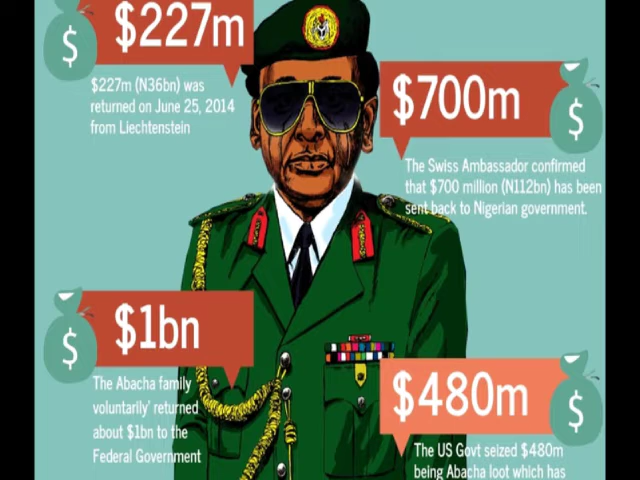 $227m
$227m (N36bn) was
returned on June 25, 2014
from Liechtenstein
$700m
The Swiss Ambassador confirmed
that $700 million (N112bn) has been
sent back to Nigerian government.
$1bn
The Abacha family
voluntarily' returned
about $1bn to the
Federal Government
$480m
The US Govt seized $480m
being Abacha loot which has
$
$
$
$